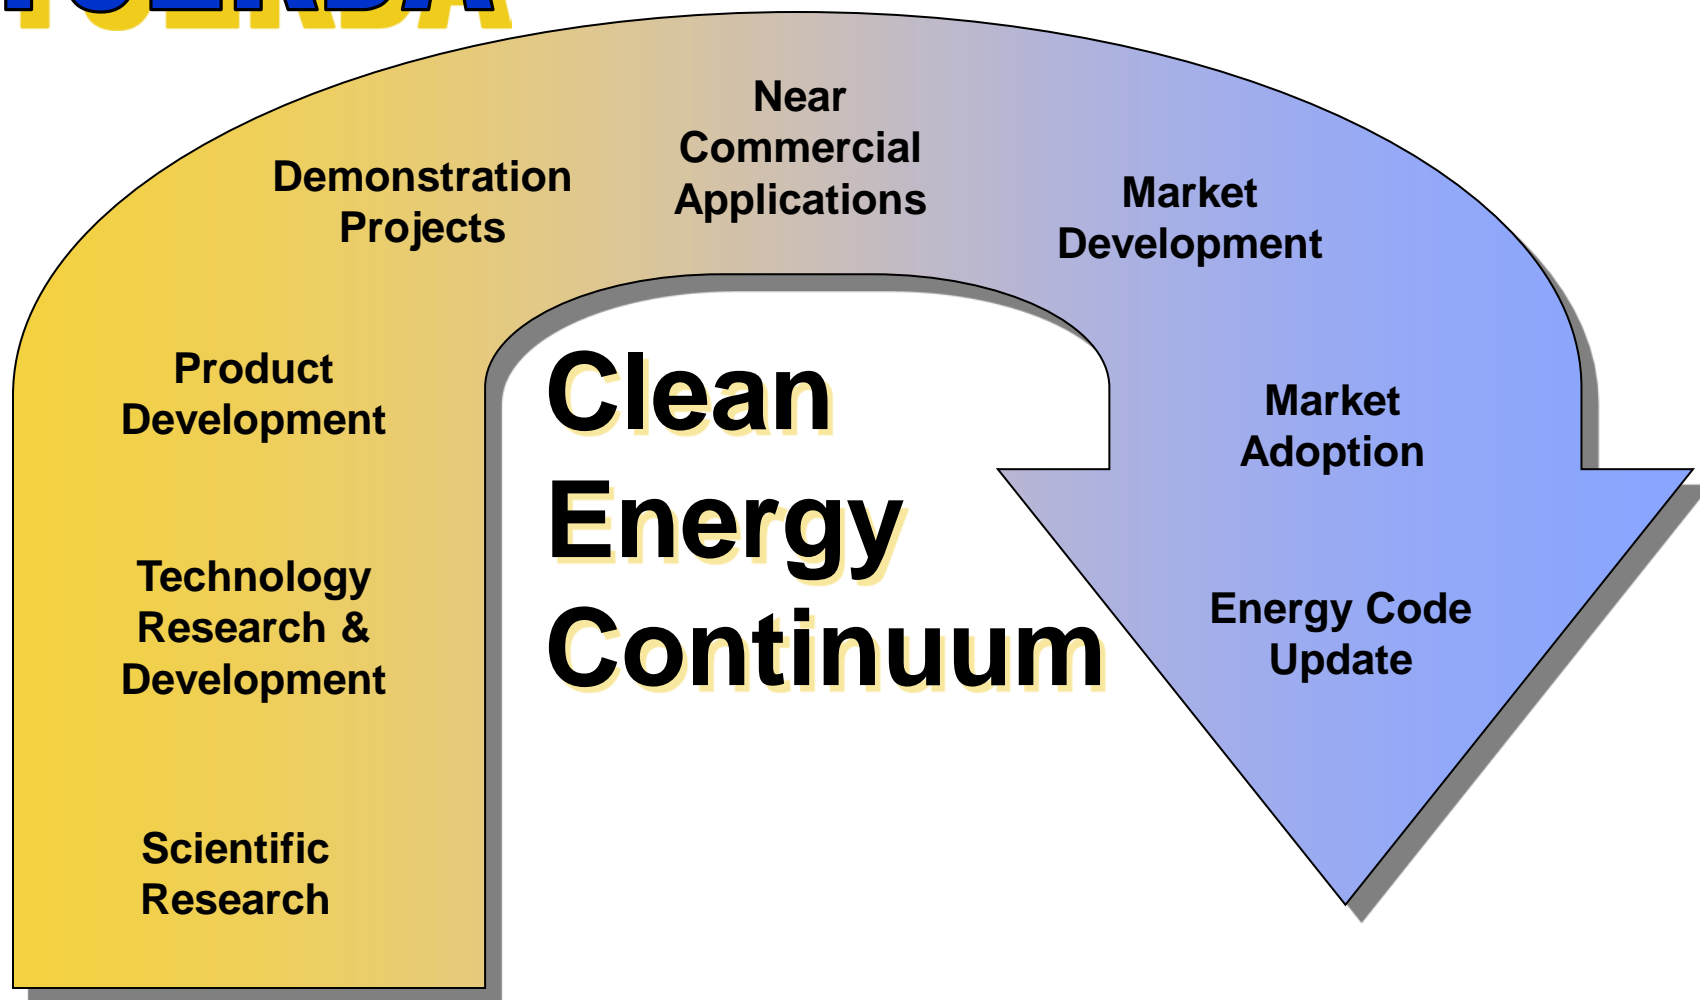 Near
Commercial
Applications
Demonstration
Projects
Market
Development
Product
Development
Clean
Energy
Continuum
Market
Adoption
Technology
Research &
Development
Energy Code
Update
Scientific
Research